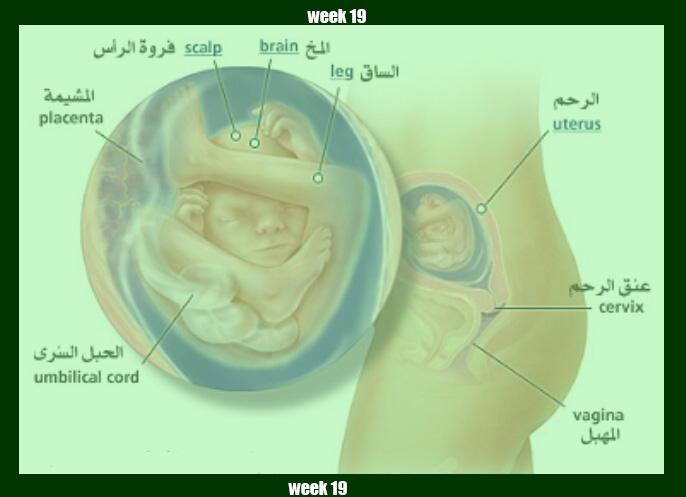 week 19
فروة الرأس scalp
brain المخ
leg الساق
المشيمة
placenta
الرحم
uterus
عنق الرحم
cervix
الحبل السرى
umbilical cord
vagina
المهبل
week 19